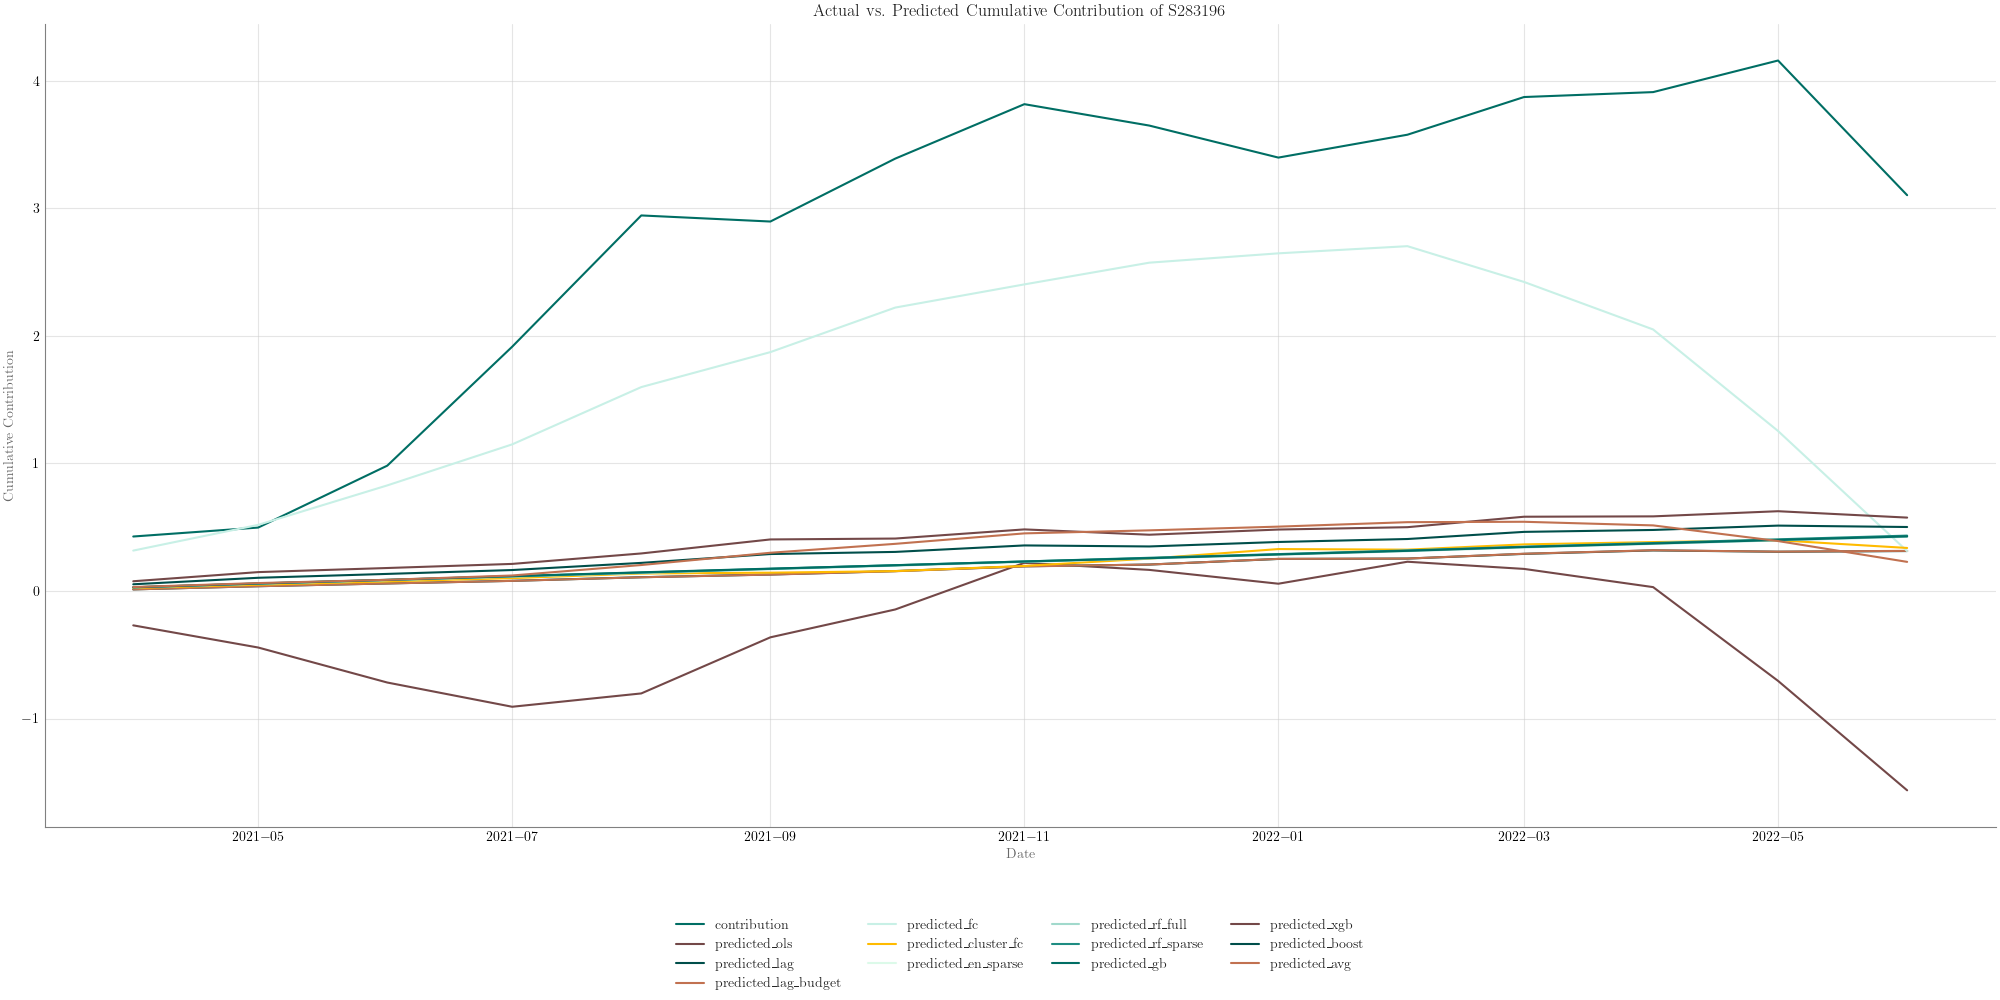 Actual vs. Predicted Cumulative Contribution of S283196
Cumulative Contribution
4
3
2
1
0
−1
2021−05 2021−07 2021−09 2021−11 2022−01 2022−03 2022−05
Date
contribution predicted_fc predicted_rf_full predicted_xgb
predicted_ols predicted_cluster_fc predicted_rf_sparse predicted_boost
predicted_lag predicted_en_sparse predicted_gb predicted_avg
predicted_lag_budget